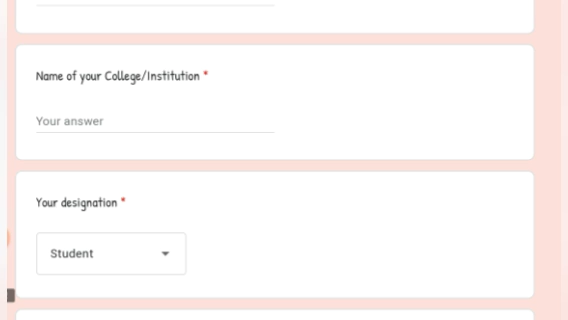 Name of your College/Institution *
Your answer
Your designation *
Student